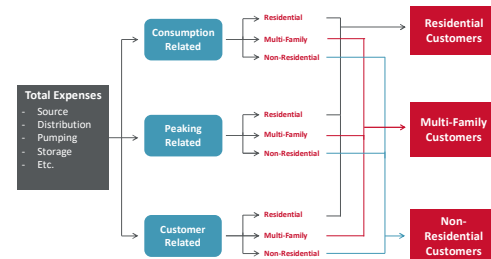 Total Expenses
- Source
- Distribution
- Pumping
- Storage
- Etc.
Consumption
Related
Residential
Multi-Family
Non-Residential
Peaking
Related
Residential
Multi-Family
Non-Residential
Customer
Related
Residential
Multi-Family
Non-Residential
Residential
Customers
Multi-Family
Customers
Non-
Residential
Customers